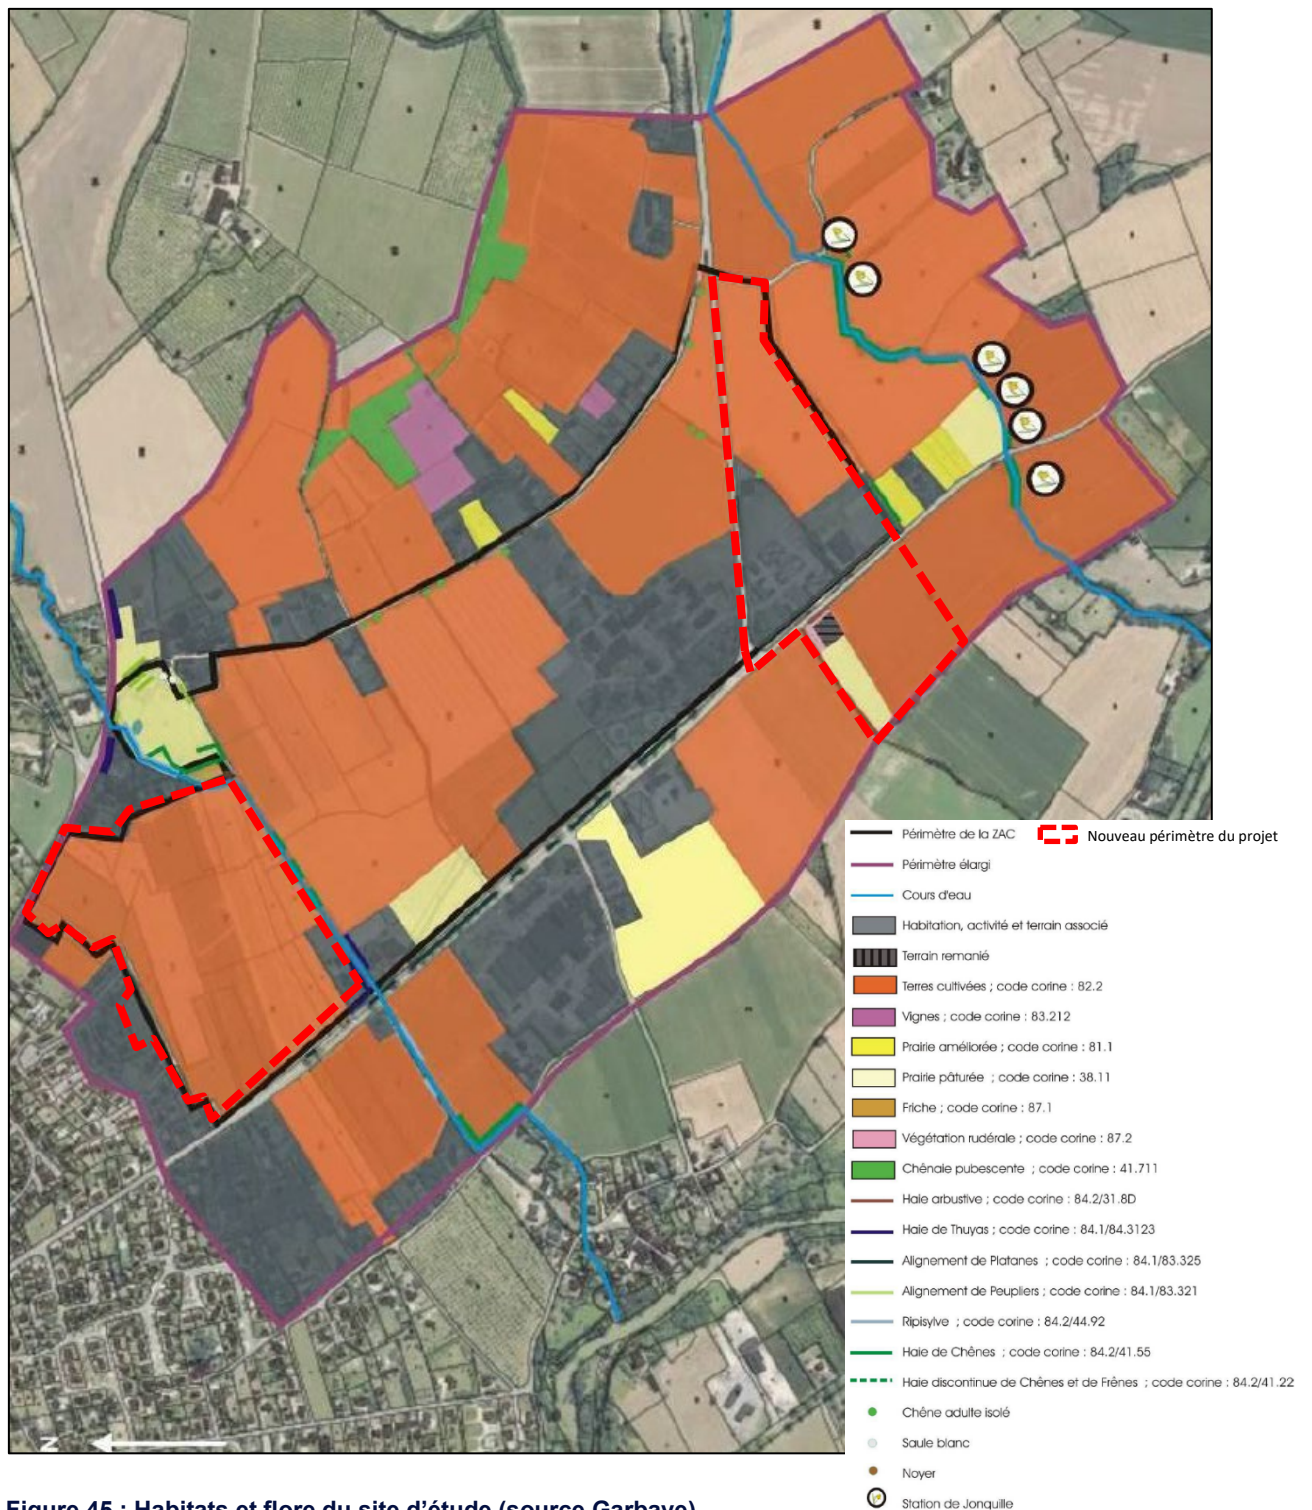 Périmètre de la ZAC
Nouveau périmètre du projet
Périmètre élargi
Cours d'eau
Habitation, activité et terrain associé
Terrain remanié
Terres cultivées ; code corine : 82.2
Vignes ; code corine : 83.212
Prairie améliorée ; code corine : 81.1
Prairie pâturée ; code corine : 38.11
Friche ; code corine : 87.1
Végétation rudérale ; code corine : 87.2
Chênaie pubescente ; code corine : 41.711
Haie arbustive ; code corine : 84.2/31.8D
Haie de Thuyas ; code corine : 84.1/84.3123
Alignement de Platanes ; code corine : 84.1/83.325
Alignement de Peupliers ; code corine : 84.1/83.321
Ripisylve ; code corine : 84.2/44.92
Haie de Chênes ; code corine : 84.2/41.55
Haie discontinue de Chênes et de Frênes ; code corine : 84.2/41.22
Chêne adulte isolé
Saule blanc
Noyer
Station de Jonquille
N
Figure 45 : Habitats et flore du site d'étude (source Garbaye)